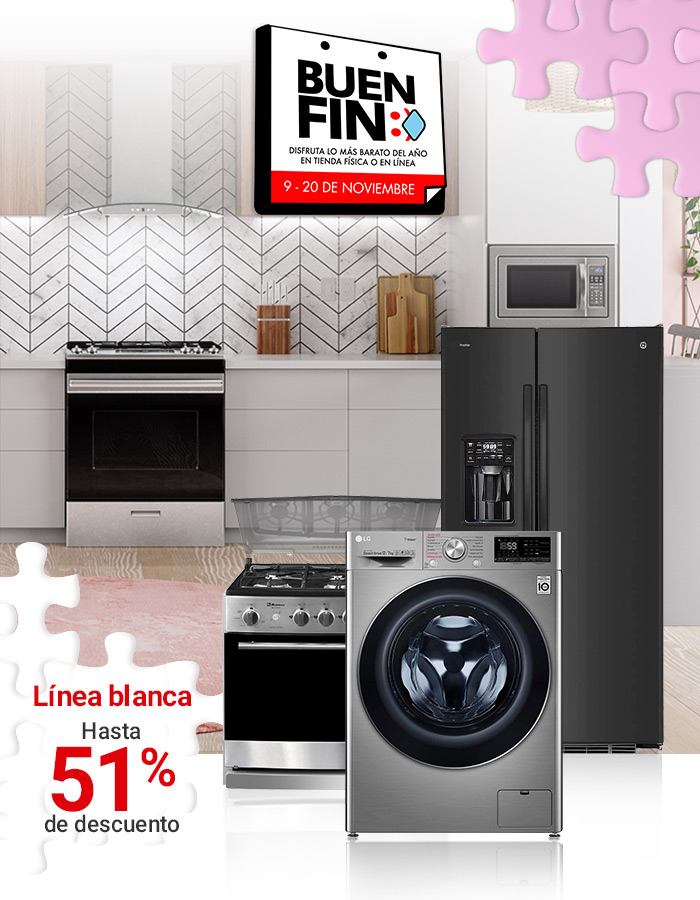 BUEN
FIN
DISFRUTA LO MÁS BARATO DEL AÑO
EN TIENDA FÍSICA O EN LÍNEA
9 - 20 DE NOVIEMBRE
LG
Línea blanca
Hasta
51%
de descuento